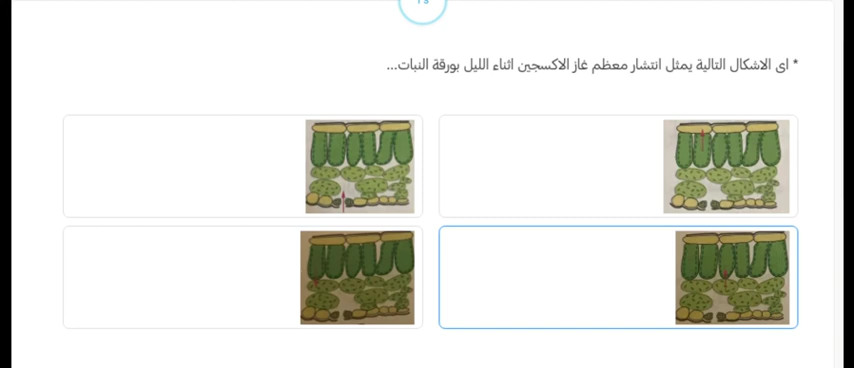 * اى الاشكال التالية يمثل انتشار معظم غاز الاكسجين اثناء الليل بورقة النبات...